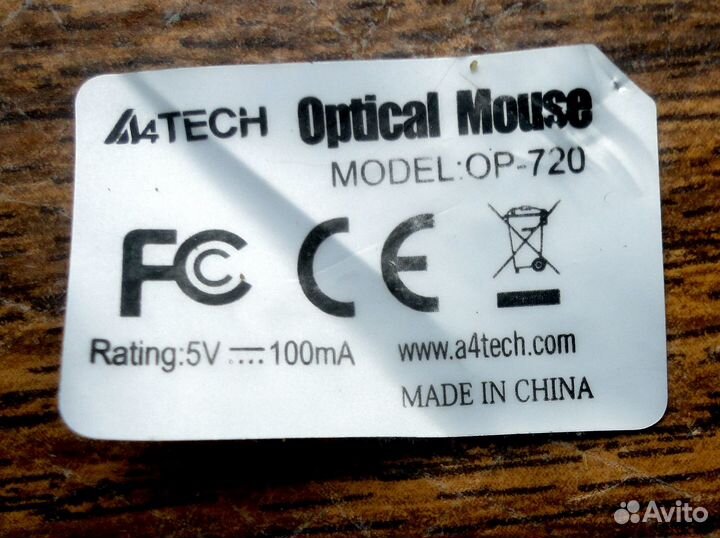 A4TECH Optical Mouse
MODEL:OP-720
FC CE
Rating:5V 100mA www.a4tech.com
MADE IN CHINA
Avito